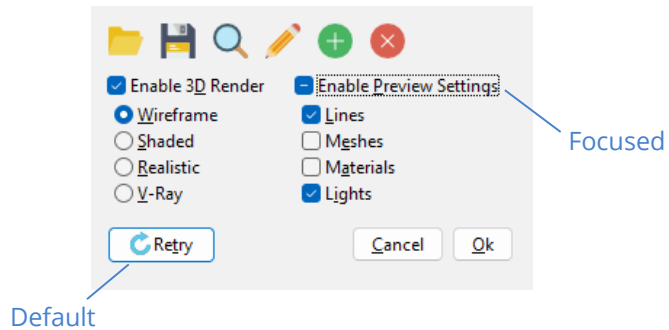 Enable 3D Render
Enable Preview Settings
Wireframe
Lines
Focused
Shaded
Meshes
Realistic
Materials
V-Ray
Lights
Retry
Cancel
Ok
Default